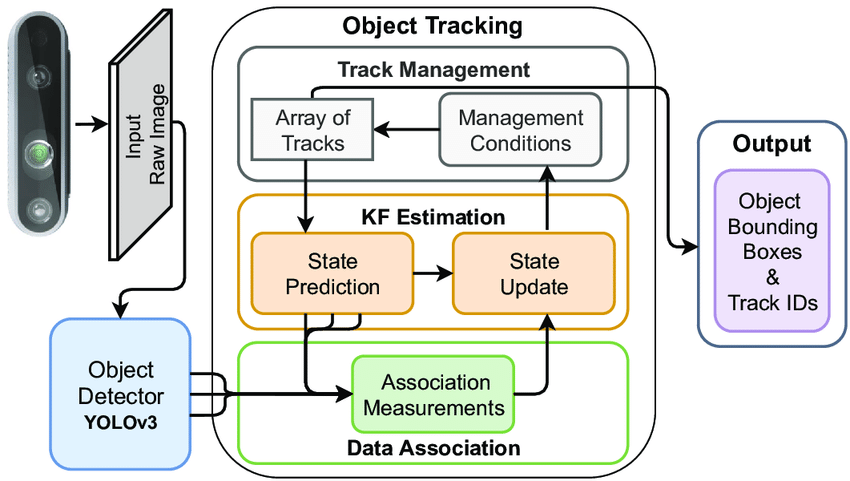 Object Tracking
Track Management
Input
Raw Image
Array of
Tracks
Management
Conditions
Output
Object
Bounding
Boxes
&
Track IDs
KF Estimation
State
Prediction
State
Update
Object
Detector
YOLOv3
Association
Measurements
Data Association